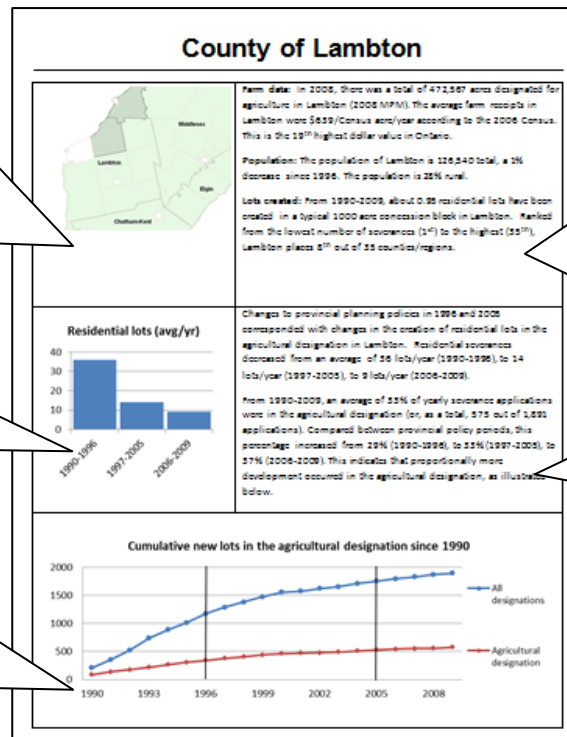 County of Lambton
Middlesex
Lambton
Elgin
Chatham-Kent
Farm data: In 2008, there was a total of 472,567 acres designated for
agriculture in Lambton (2008 MPM). The average farm receipts in
Lambton were $639/Census acre/year according to the 2006 Census.
This is the 19th highest dollar value in Ontario.
Population: The population of Lambton is 126,540 total, a 1%
decrease since 1996. The population is 28% rural.
Lots created: From 1990-2009, about 0.95 residential lots have been
created in a typical 1000 acre concession block in Lambton. Ranked
from the lowest number of severances (1st) to the highest (35th),
Lambton places 8th out of 35 counties/regions.
Residential lots (avg/yr)
40
30
20
10
0
1990-1996
1997-2005
2006-2009
Changes to provincial planning policies in 1996 and 2005
corresponded with changes in the creation of residential lots in the
agricultural designation in Lambton. Residential severances
decreased from an average of 36 lots/year (1990-1996), to 14
lots/year (1997-2005), to 9 lots/year (2006-2009).
From 1990-2009, an average of 33% of yearly severance applications
were in the agricultural designation (or, as a total, 575 out of 1,891
applications). Compared between provincial policy periods, this
percentage increased from 29% (1990-1996), to 33% (1997-2005), to
37% (2006-2009). This indicates that proportionally more
development occurred in the agricultural designation, as illustrated
below.
Cumulative new lots in the agricultural designation since 1990
2000
1500
1000
500
0
1990
1993
1996
1999
2002
2005
2008
All
designations
Agricultural
designation